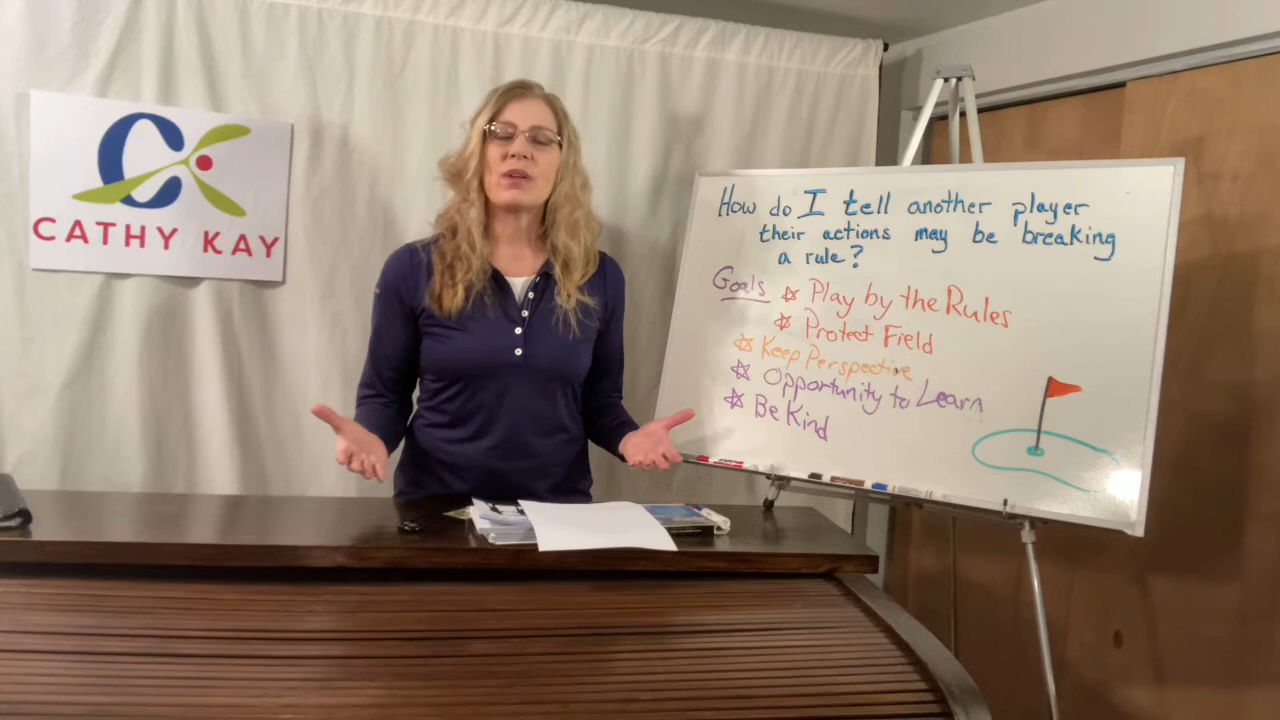 CK
CATHY KAY
How do I tell another player
their actions may be breaking
a rule?
Goals ☆ Play by the Rules
☆ Protect Field
☆ Keep Perspective
☆ Opportunity to Learn
☆ Be Kind